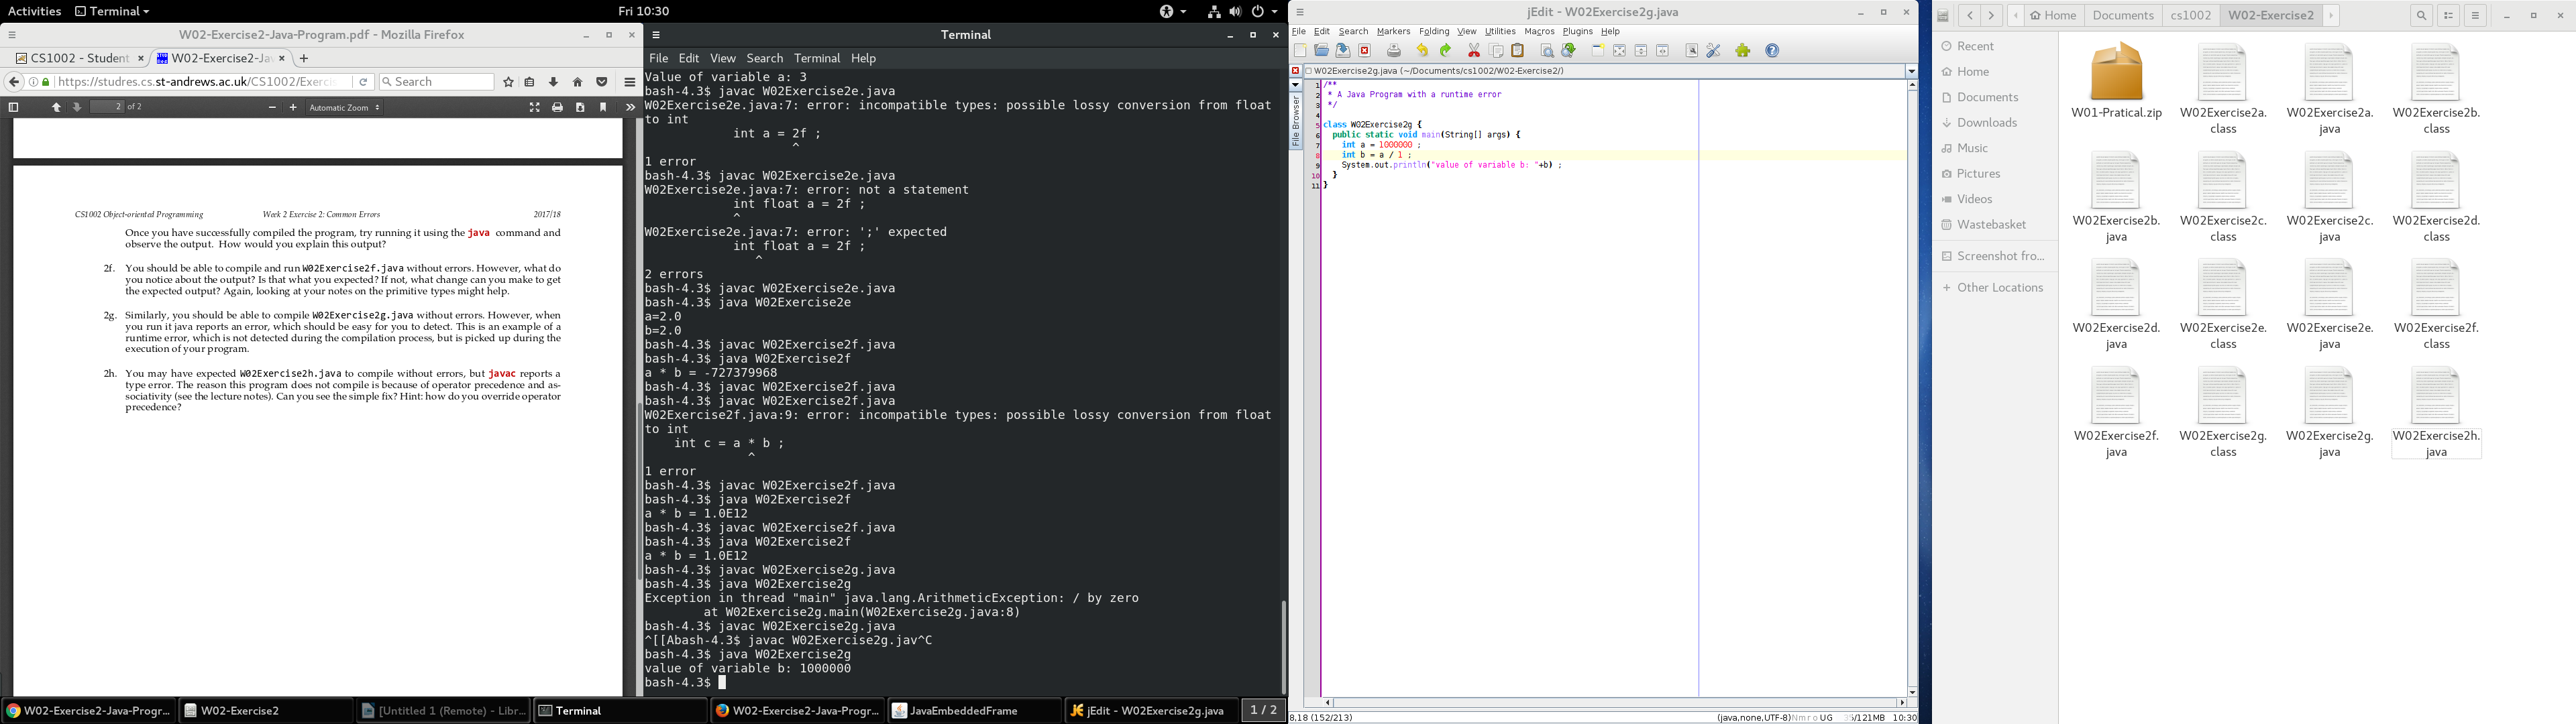 Activities
Terminal
Fri 10:30
W02-Exercise2-Java-Program.pdf - Mozilla Firefox
CS1002 - Student
W02-Exercise2-Jav
https://studres.cs.st-andrews.ac.uk/CS1002/Exercis
Search
2 of 2
Automatic Zoom
CS1002 Object-oriented Programming
Week 2 Exercise 2: Common Errors
2017/18
Once you have successfully compiled the program, try running it using the java command and
observe the output. How would you explain this output?
2f. You should be able to compile and run W02Exercise2f.java without errors. However, what do
you notice about the output? Is that what you expected? If not, what change can you make to get
the expected output? Again, looking at your notes on the primitive types might help.
2g. Similarly, you should be able to compile W02Exercise2g.java without errors. However, when
you run it java reports an error, which should be easy for you to detect. This is an example of a
runtime error, which is not detected during the compilation process, but is picked up during the
execution of your program.
2h. You may have expected W02Exercise2h.java to compile without errors, but javac reports a
type error. The reason this program does not compile is because of operator precedence and as-
sociativity (see the lecture notes). Can you see the simple fix? Hint: how do you override operator
precedence?
Terminal
File Edit View Search Terminal Help
Value of variable a: 3
bash-4.3$ javac W02Exercise2e.java
W02Exercise2e.java:7: error: incompatible types: possible lossy conversion from float
to int
int a = 2f ;
^
1 error
bash-4.3$ javac W02Exercise2e.java
W02Exercise2e.java:7: error: not a statement
int float a = 2f ;
^
W02Exercise2e.java:7: error: ';' expected
int float a = 2f ;
^
2 errors
bash-4.3$ javac W02Exercise2e.java
bash-4.3$ java W02Exercise2e
a=2.0
b=2.0
bash-4.3$ javac W02Exercise2f.java
bash-4.3$ java W02Exercise2f
a * b = -727379968
bash-4.3$ javac W02Exercise2f.java
bash-4.3$ javac W02Exercise2f.java
W02Exercise2f.java:9: error: incompatible types: possible lossy conversion from float
to int
int c = a * b ;
^
1 error
bash-4.3$ javac W02Exercise2f.java
bash-4.3$ java W02Exercise2f
a * b = 1.0E12
bash-4.3$ javac W02Exercise2f.java
bash-4.3$ java W02Exercise2f
a * b = 1.0E12
bash-4.3$ javac W02Exercise2g.java
bash-4.3$ java W02Exercise2g
Exception in thread "main" java.lang.ArithmeticException: / by zero
at W02Exercise2g.main(W02Exercise2g.java:8)
bash-4.3$ javac W02Exercise2g.java
^[[Abash-4.3$ javac W02Exercise2g.jav^C
bash-4.3$ java W02Exercise2g
value of variable b: 1000000
bash-4.3$
jEdit - W02Exercise2g.java
File Edit Search Markers Folding View Utilities Macros Plugins Help
W02Exercise2g.java (~/Documents/cs1002/W02-Exercise2/)
File Browser
1 /**
2 * A Java Program with a runtime error
3 */
4
5 class W02Exercise2g {
6 public static void main(String[] args) {
7 int a = 1000000 ;
8 int b = a / 1 ;
9 System.out.println("value of variable b: "+b) ;
10 }
11 }
8,18 (152/213)
(java,none,UTF-8)
UG
/121MB 10:30
Home Documents cs1002 W02-Exercise2
Recent
Home
Documents
Downloads
Music
Pictures
Videos
Wastebasket
Screenshot fro...
Other Locations
W01-Pratical.zip
W02Exercise2a.
class
W02Exercise2a.
java
W02Exercise2b.
class
W02Exercise2b.
java
W02Exercise2c.
class
W02Exercise2c.
java
W02Exercise2d.
class
W02Exercise2d.
java
W02Exercise2e.
class
W02Exercise2e.
java
W02Exercise2f.
class
W02Exercise2f.
java
W02Exercise2g.
class
W02Exercise2g.
java
W02Exercise2h.
java
W02-Exercise2-Java-Progr...
W02-Exercise2
[Untitled 1 (Remote) - Libr...
Terminal
W02-Exercise2-Java-Progr...
JavaEmbeddedFrame
jEdit - W02Exercise2g.java
1 / 2